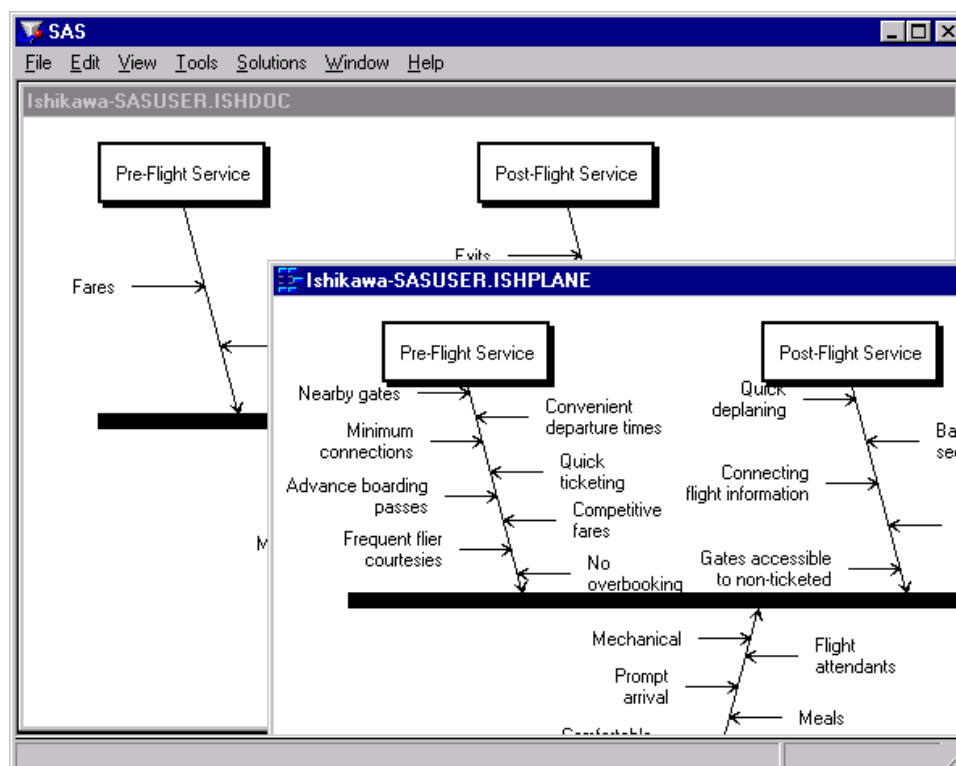 SAS
File Edit View Tools Solutions Window Help
Ishikawa-SASUSER.ISHDOC
Pre-Flight Service
Post-Flight Service
Exits
Fares
Ishikawa-SASUSER.ISHPLANE
Pre-Flight Service
Post-Flight Service
Nearby gates
Convenient
departure times
Minimum
connections
Quick
ticketing
Advance boarding
passes
Competitive
fares
Frequent flier
courtesies
No
overbooking
Quick
deplaning
Connecting
flight information
Gates accessible
to non-ticketed
Mechanical
Flight
attendants
Prompt
arrival
Meals
Comfortable